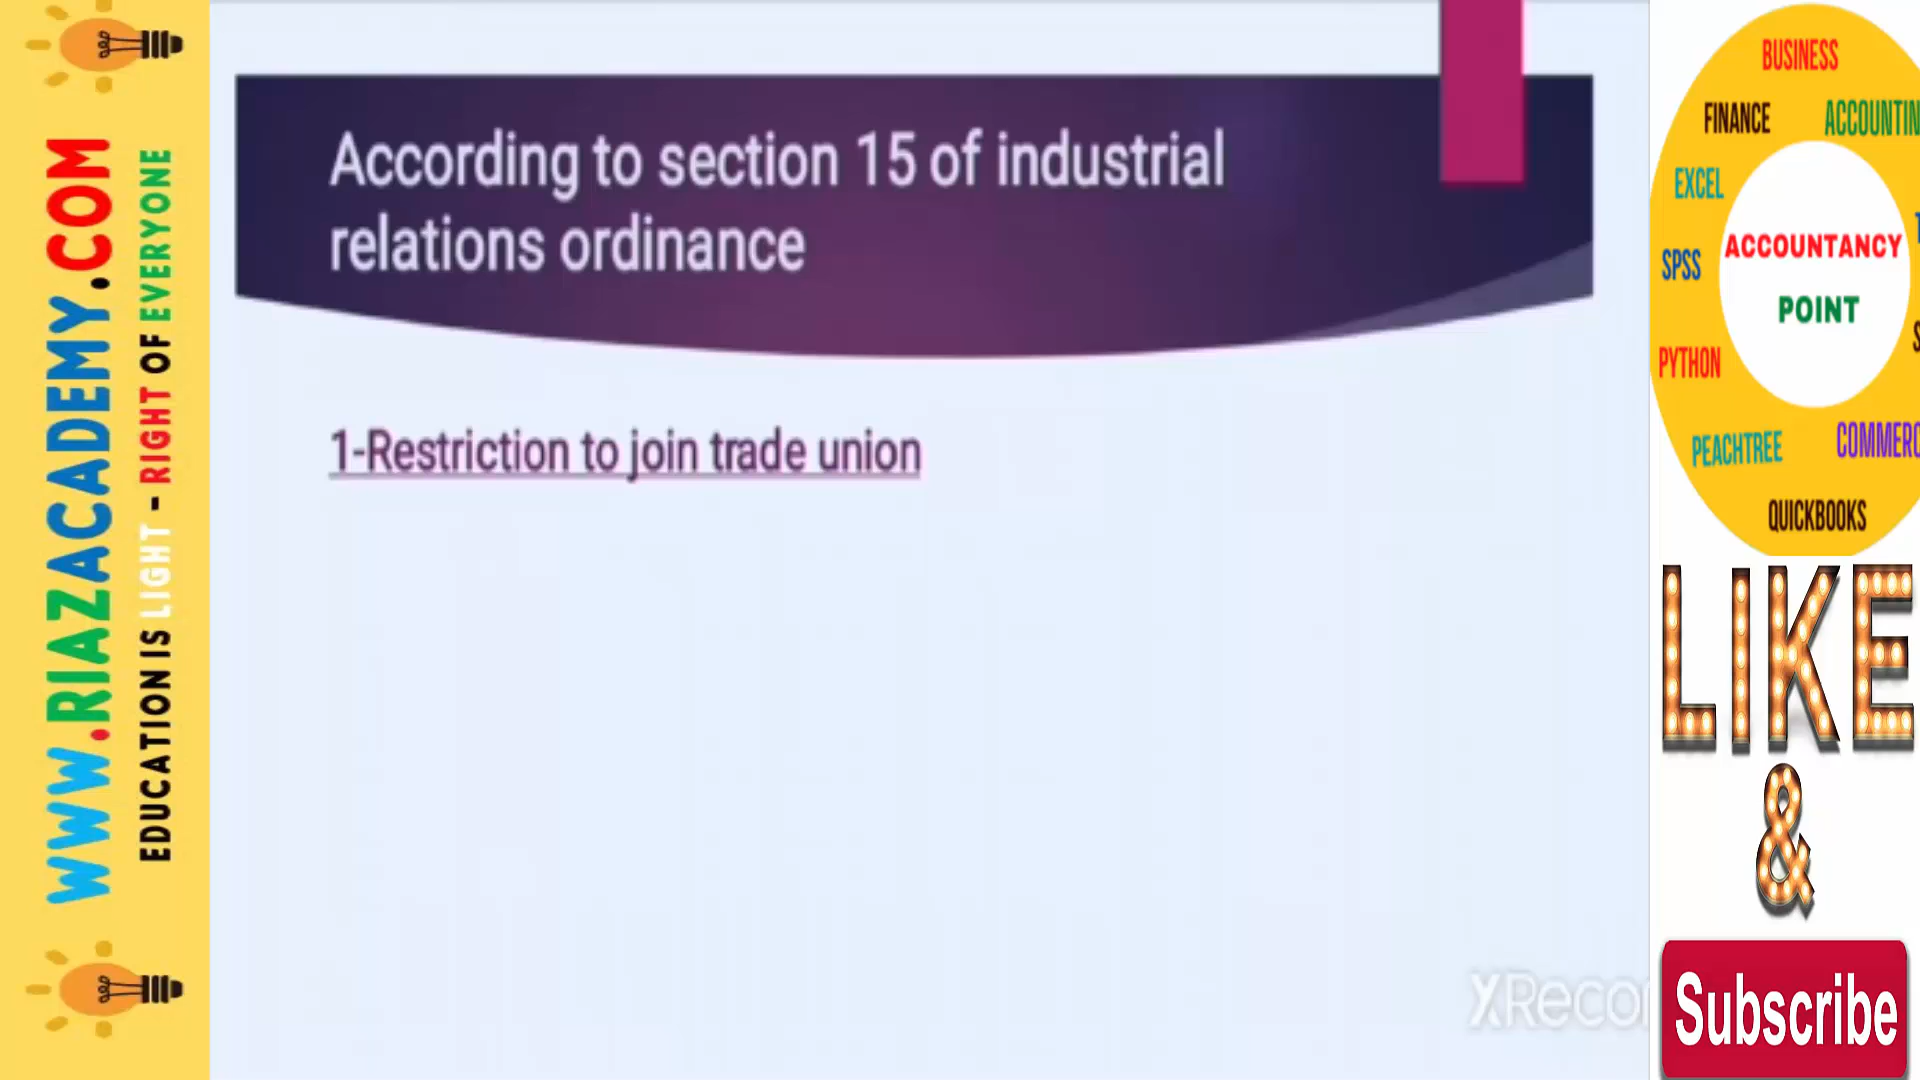 WWW.RIAZACADEMY.COM
EDUCATION IS LIGHT - RIGHT OF EVERYONE
According to section 15 of industrial
relations ordinance
1-Restriction to join trade union
BUSINESS
FINANCE
EXCEL
SPSS
ACCOUNTANCY
POINT
PYTHON
PEACHTREE
QUICKBOOKS
LIKE
&
Subscribe